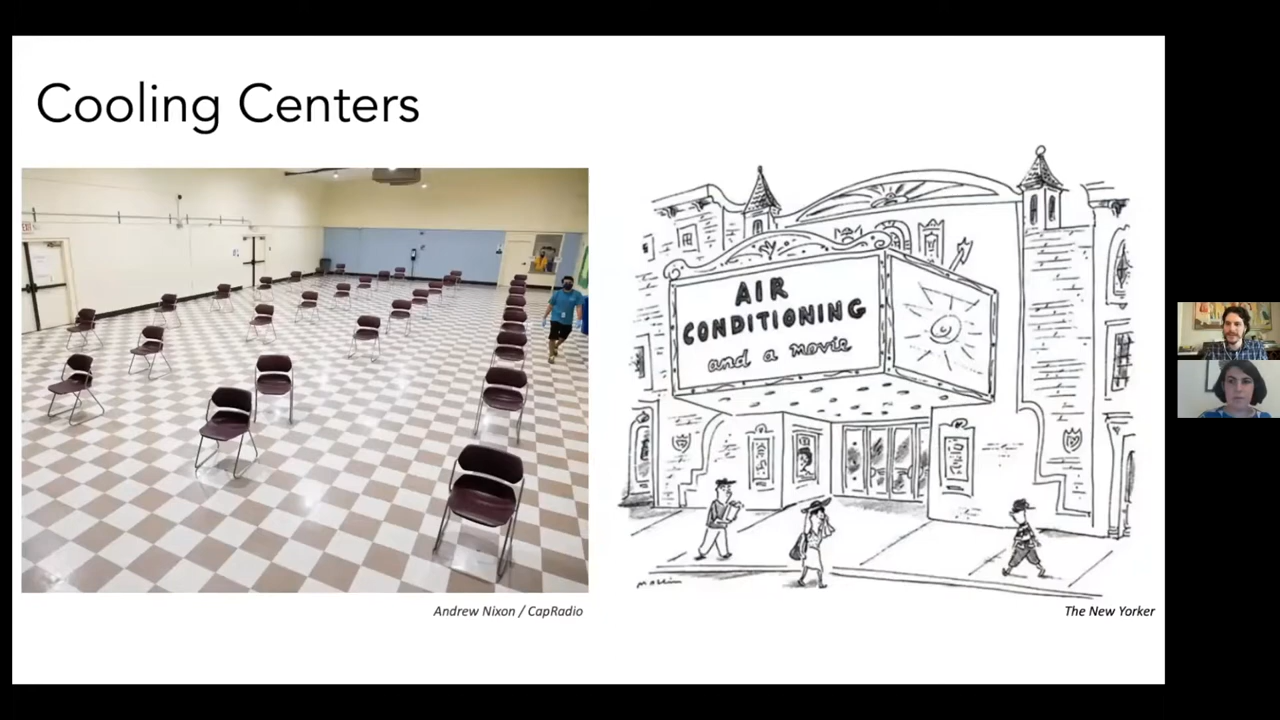 Cooling Centers
AIR
CONDITIONING
and a movie
Andrew Nixon / CapRadio
The New Yorker